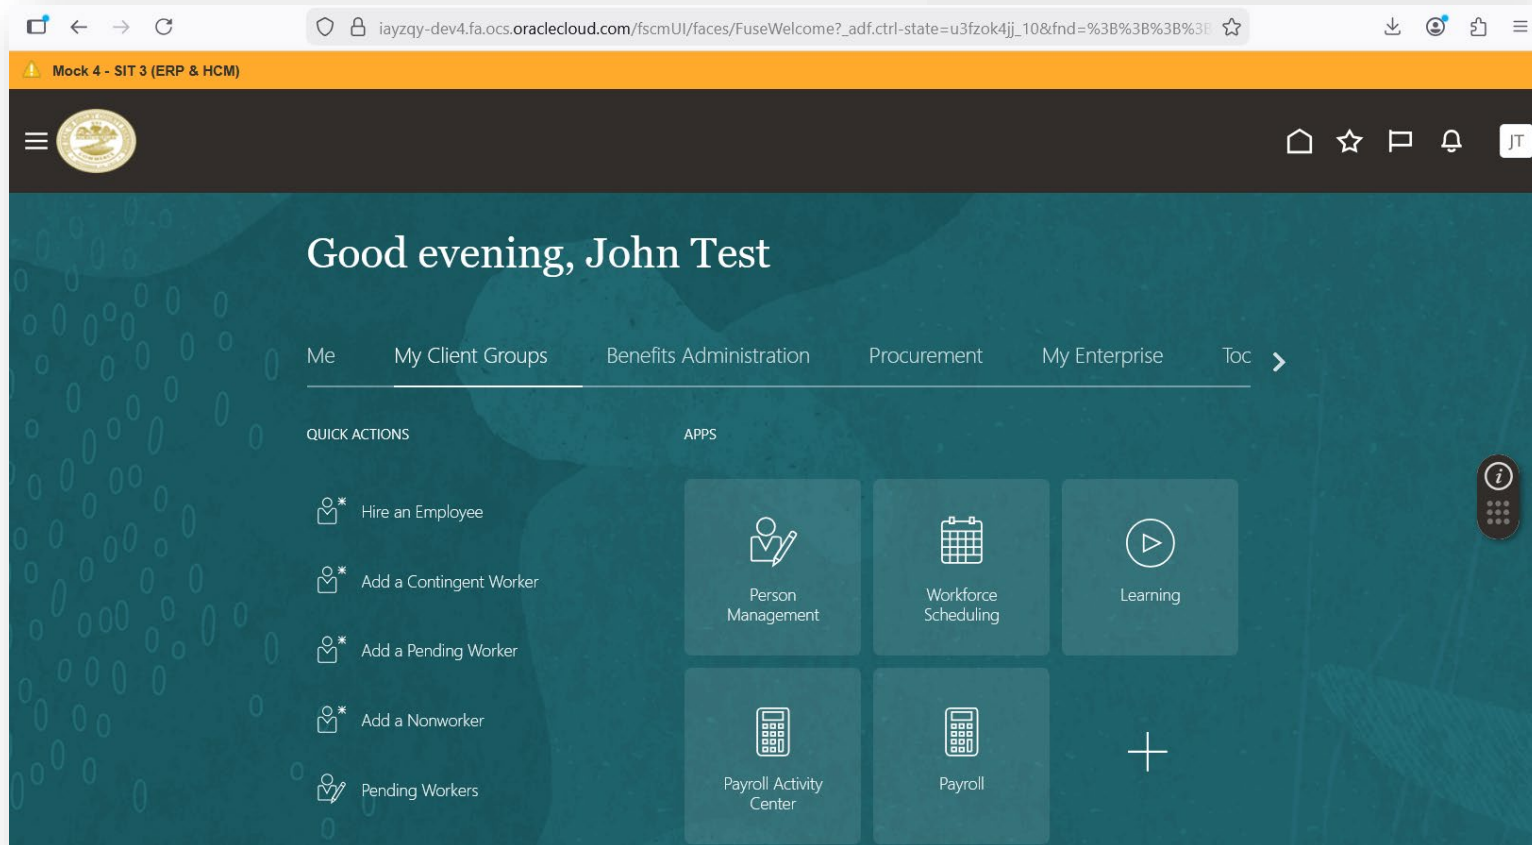 iayzqy-dev4.fa.ocs.oraclecloud.com/fscmUI/faces/FuseWelcome?_adf.ctrl-state=u3fzok4jj_10&fnd=%3B%3B%3B%3B
Mock 4 - SIT 3 (ERP & HCM)
JT
Good evening, John Test
Me My Client Groups Benefits Administration Procurement My Enterprise Toc
QUICK ACTIONS
Hire an Employee
Add a Contingent Worker
Add a Pending Worker
Add a Nonworker
Pending Workers
APPS
Person
Management
Workforce
Scheduling
Learning
Payroll Activity
Center
Payroll